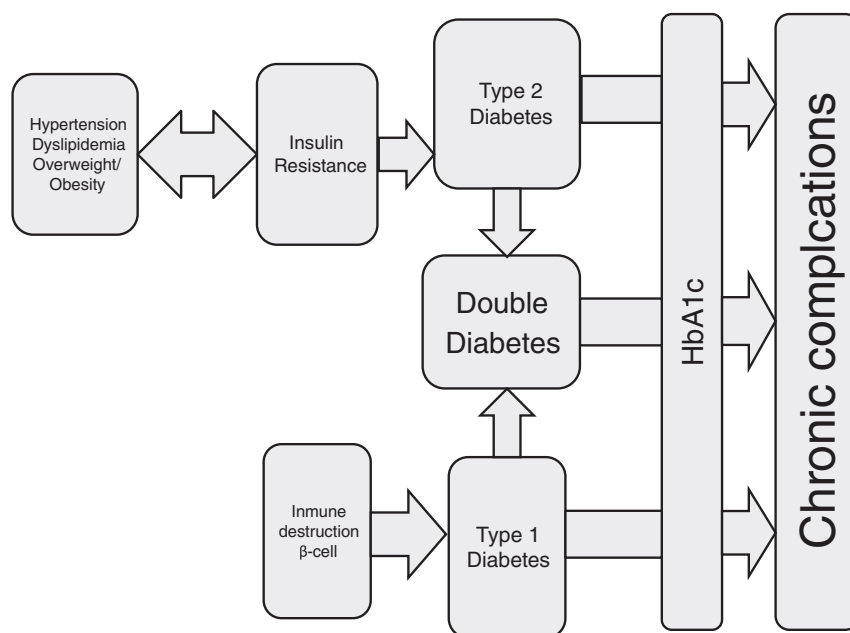 Hypertension
Dyslipidemia
Overweight/
Obesity
Insulin
Resistance
Type 2
Diabetes
Double
Diabetes
Inmune
destruction
β-cell
Type 1
Diabetes
HbA1c
Chronic complcations